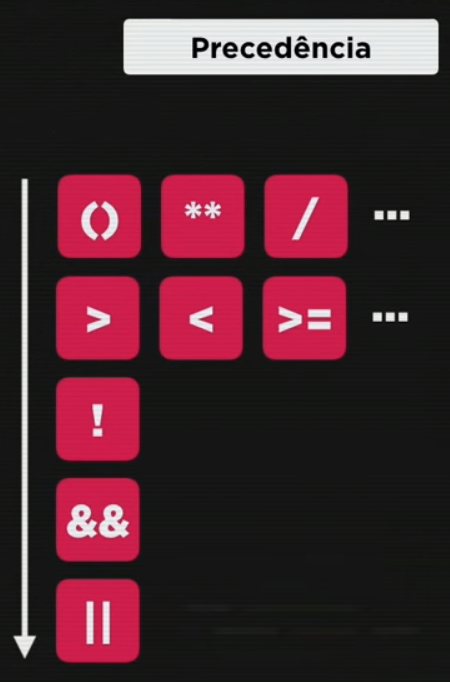 Precedência
() ** / ...
> < >= ...
!
&&
||